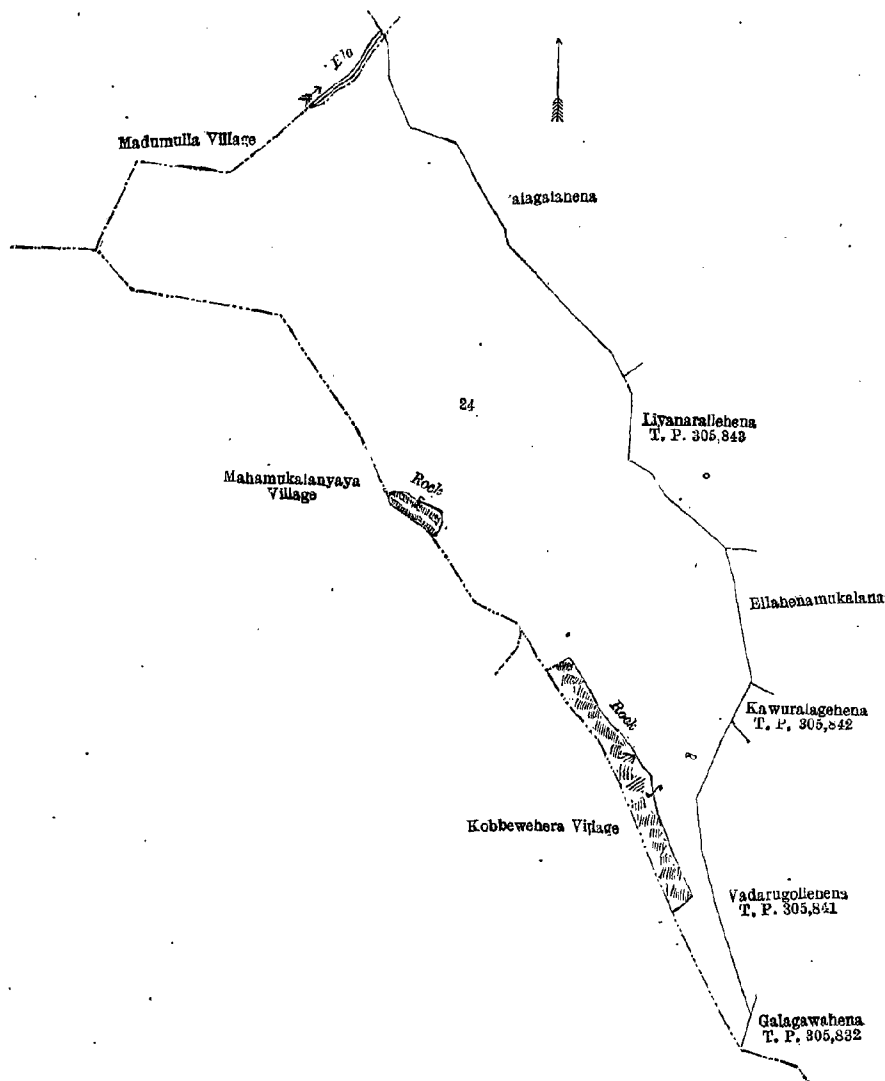 Ela
Madumulla Village
'alagalahena
24
Liyanarallehena
T. P. 305,843
Mahamukalanyaya
Village
Rock
Ellahenamukalana
Rock
Kawuralagehena
T. P. 305,842
Kobbewehera Village
Vadarugollehena
T. P. 305,841
Galagawahena
T. P. 305,832